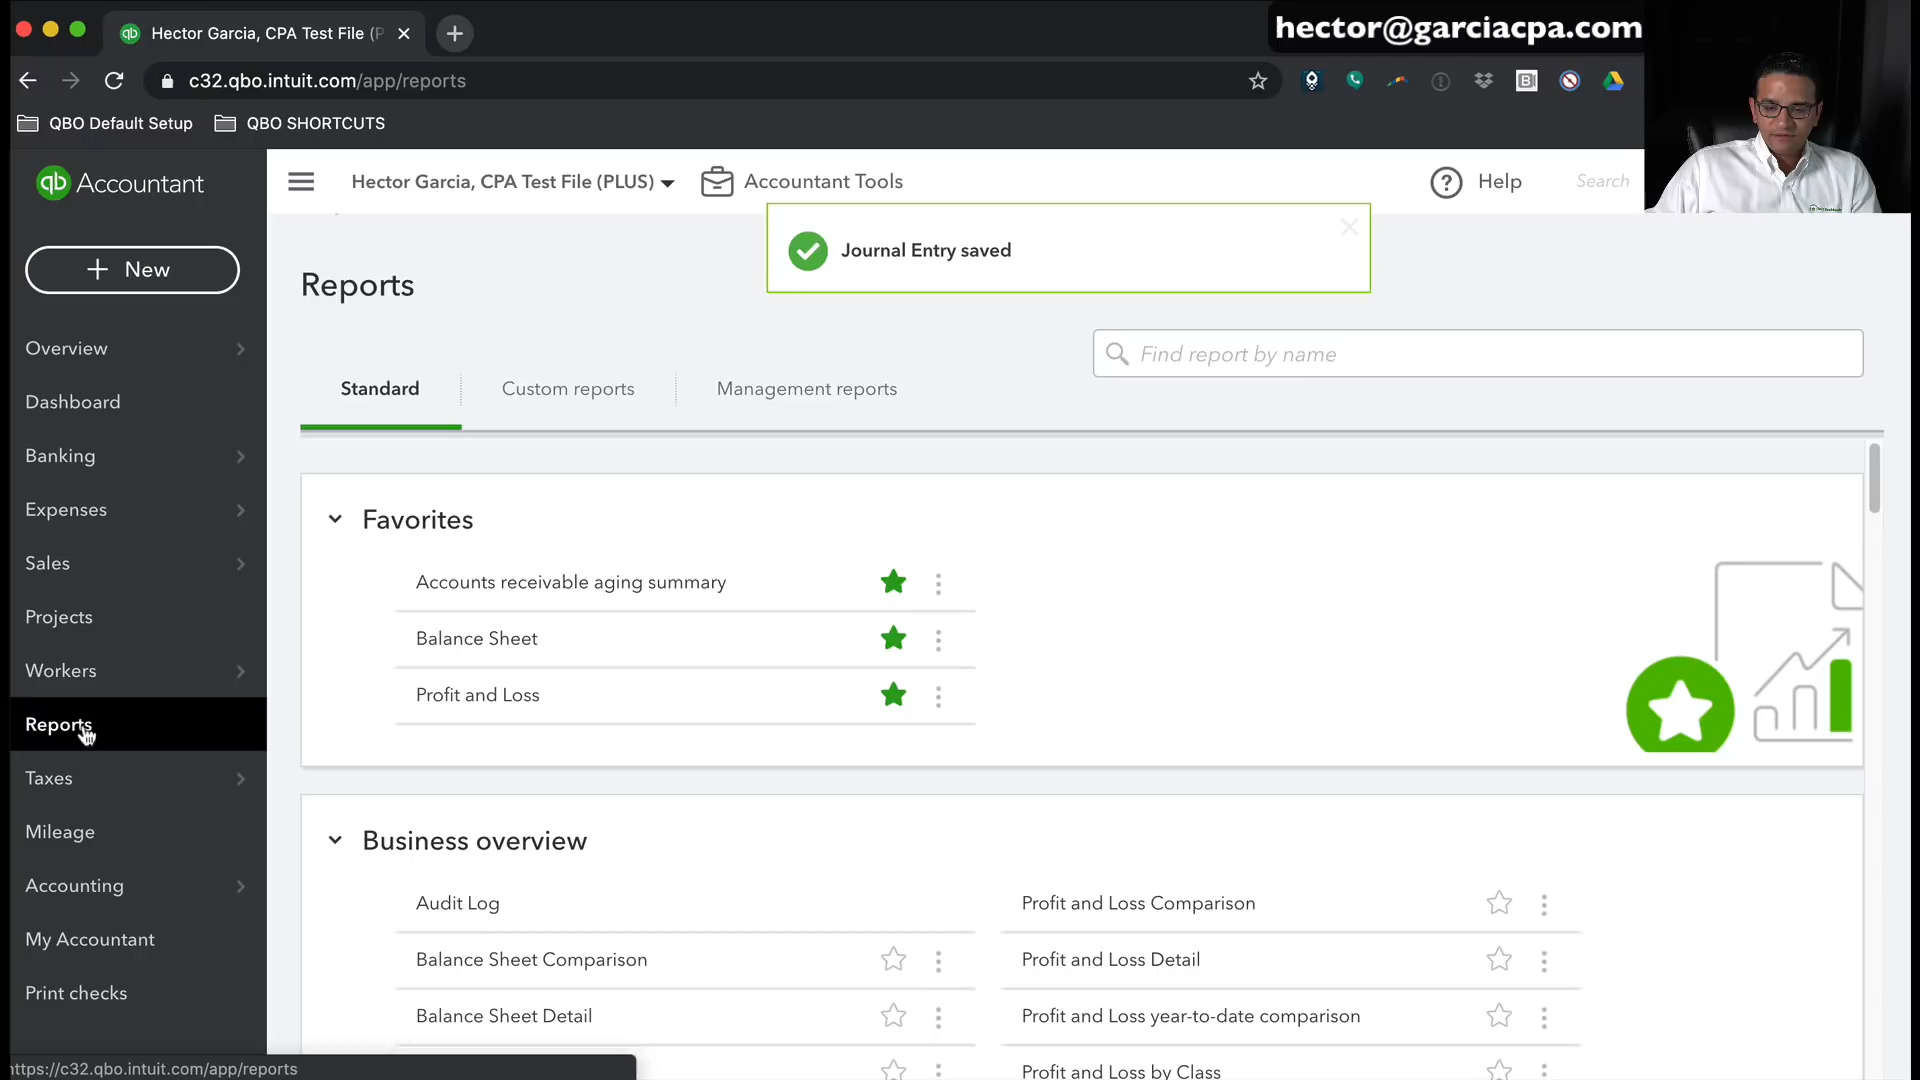 Hector Garcia, CPA Test File (P
hector@garciacpa.com
c32.qbo.intuit.com/app/reports
QBO Default Setup
QBO SHORTCUTS
qb Accountant
Hector Garcia, CPA Test File (PLUS)
Accountant Tools
? Help
Search
+ New
Journal Entry saved
Reports
Find report by name
Standard
Custom reports
Management reports
Overview
Dashboard
Banking
Expenses
Sales
Projects
Workers
Reports
Taxes
Mileage
Accounting
My Accountant
Print checks
Favorites
Accounts receivable aging summary
Balance Sheet
Profit and Loss
Business overview
Audit Log
Profit and Loss Comparison
Balance Sheet Comparison
Profit and Loss Detail
Balance Sheet Detail
Profit and Loss year-to-date comparison
Profit and Loss by Class
https://c32.qbo.intuit.com/app/reports